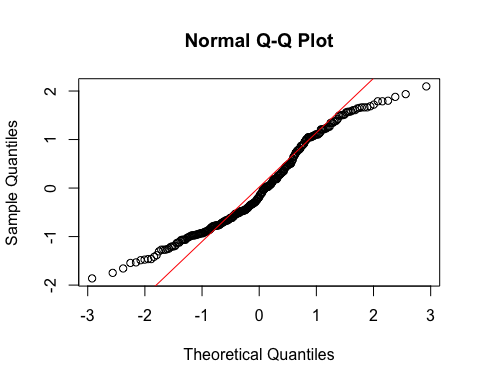 Normal Q-Q Plot
Sample Quantiles
2
1
0
-1
-2
-3 -2 -1 0 1 2 3
Theoretical Quantiles